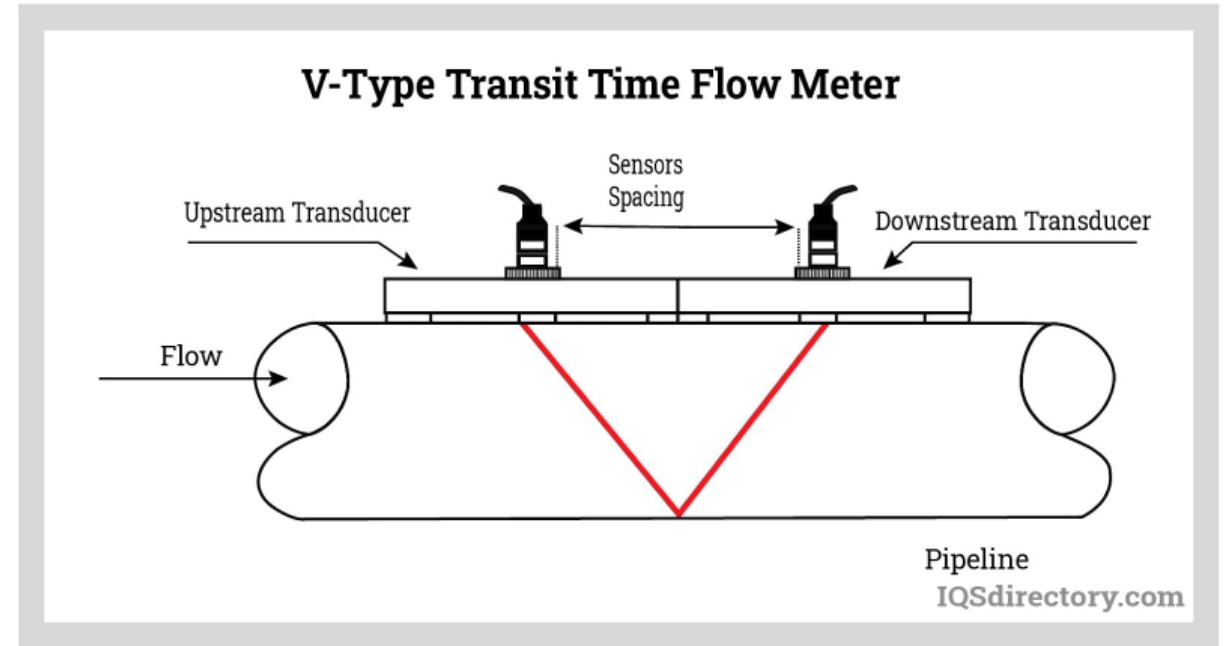 V-Type Transit Time Flow Meter
Sensors
Spacing
Upstream Transducer
Downstream Transducer
Flow
Pipeline
IQSdirectory.com